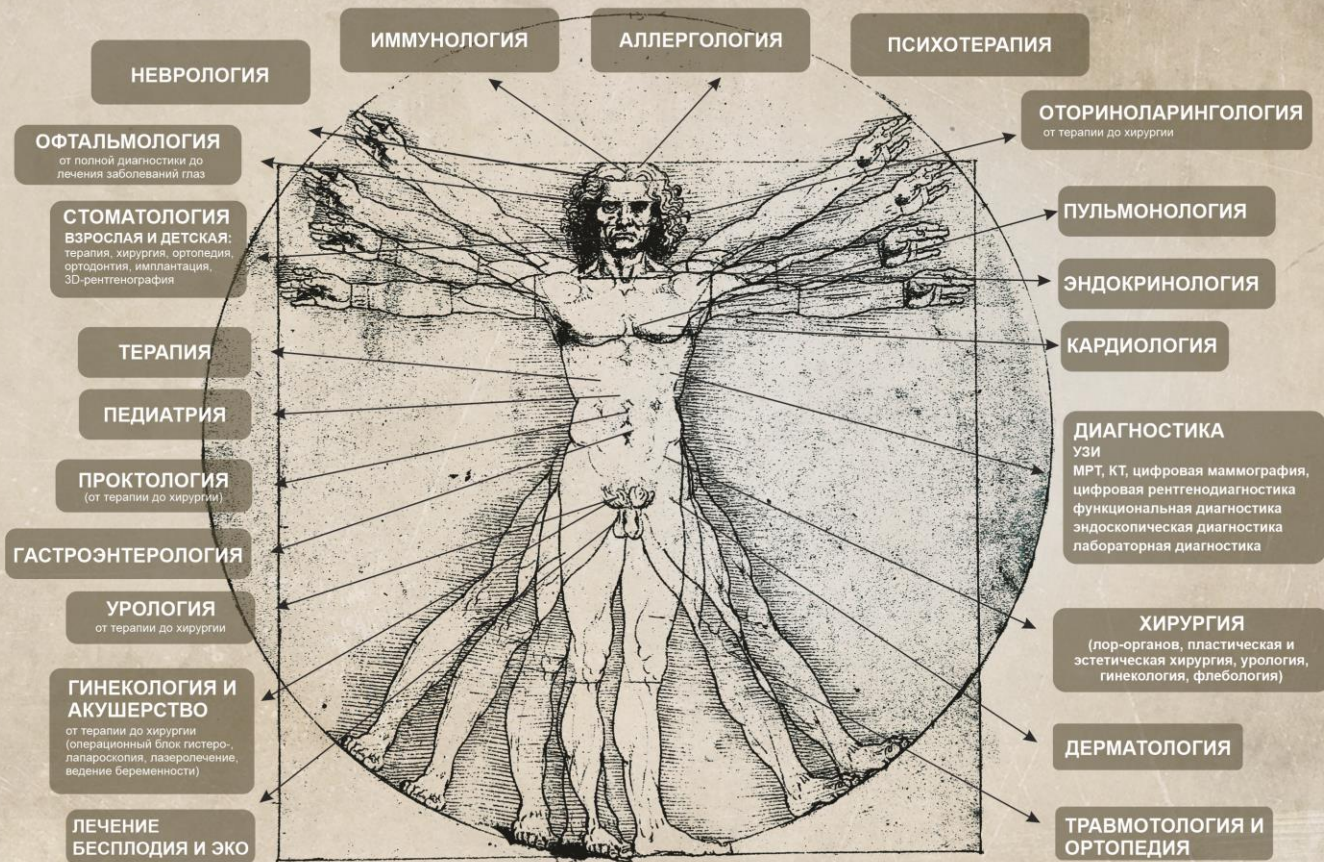 ИММУНОЛОГИЯ
АЛЛЕРГОЛОГИЯ
ПСИХОТЕРАПИЯ
НЕВРОЛОГИЯ
ОФТАЛЬМОЛОГИЯ
от полной диагностики до
лечения заболеваний глаз
СТОМАТОЛОГИЯ
ВЗРОСЛАЯ И ДЕТСКАЯ:
терапия, хирургия, ортопедия,
ортодонтия, имплантация,
3D-рентгенография
ТЕРАПИЯ
ПЕДИАТРИЯ
ПРОКТОЛОГИЯ
(от терапии до хирургии)
ГАСТРОЭНТЕРОЛОГИЯ
УРОЛОГИЯ
от терапии до хирургии
ГИНЕКОЛОГИЯ И
АКУШЕРСТВО
от терапии до хирургии
(операционный блок гистеро-,
лапароскопия, лазеролечение,
ведение беременности)
ЛЕЧЕНИЕ
БЕСПЛОДИЯ И ЭКО
ОТОРИНОЛАРИНГОЛОГИЯ
от терапии до хирургии
ПУЛЬМОНОЛОГИЯ
ЭНДОКРИНОЛОГИЯ
КАРДИОЛОГИЯ
ДИАГНОСТИКА
УЗИ
МРТ, КТ, цифровая маммография,
цифровая рентгенодиагностика
функциональная диагностика
эндоскопическая диагностика
лабораторная диагностика
ХИРУРГИЯ
(лор-органов, пластическая и
эстетическая хирургия, урология,
гинекология, флебология)
ДЕРМАТОЛОГИЯ
ТРАВМОТОЛОГИЯ И
ОРТОПЕДИЯ